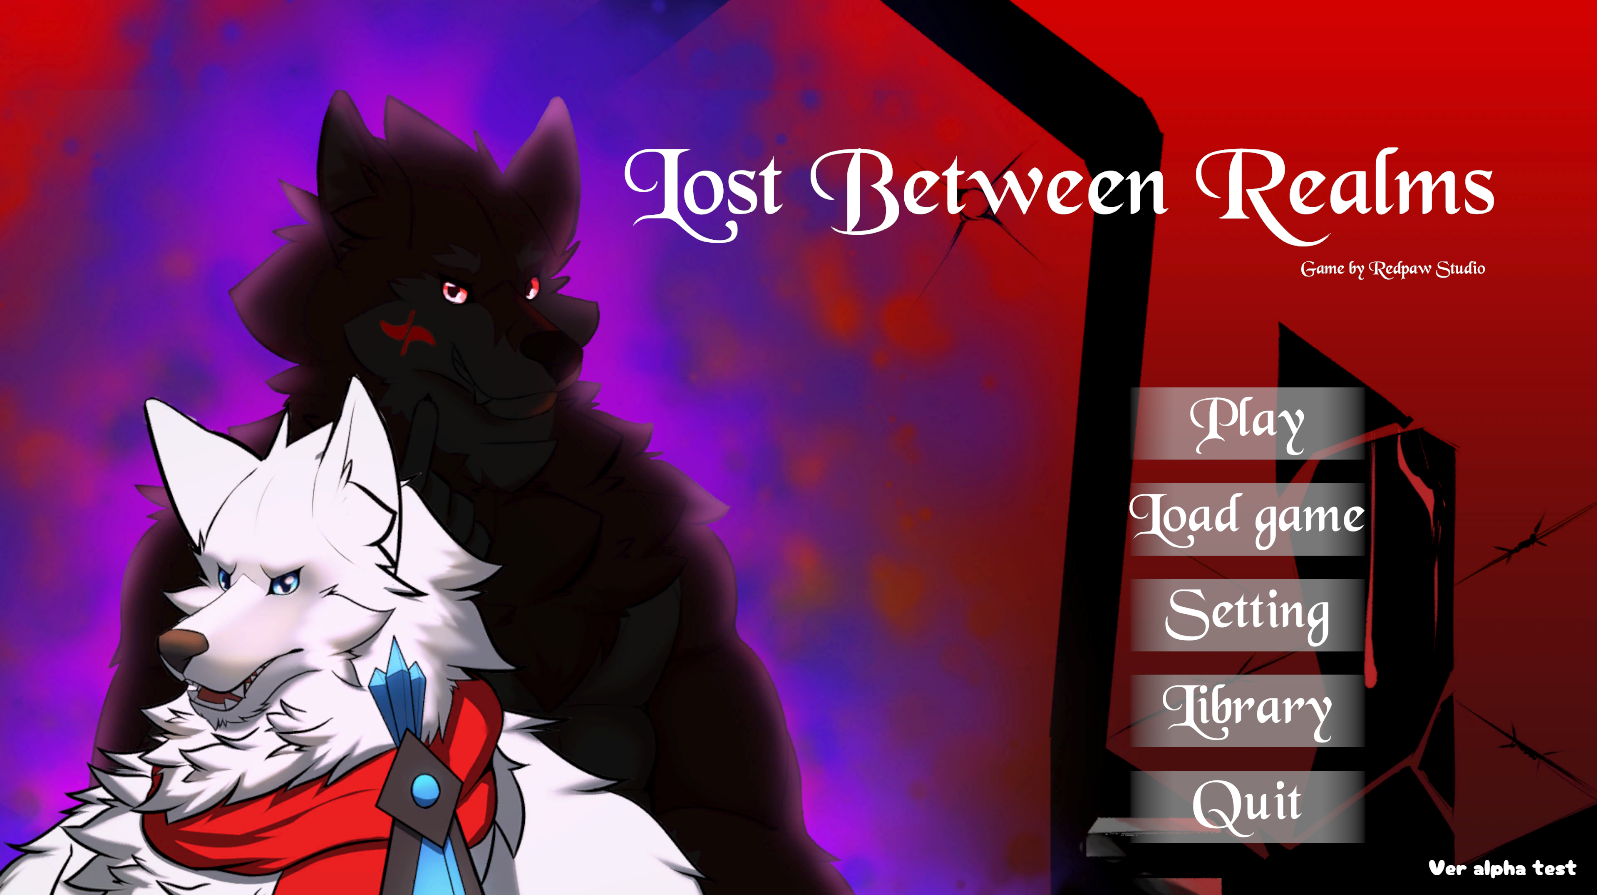 Lost Between Realms
Game by Redpaw Studio
Play
Load game
Setting
Library
Quit
Ver alpha test